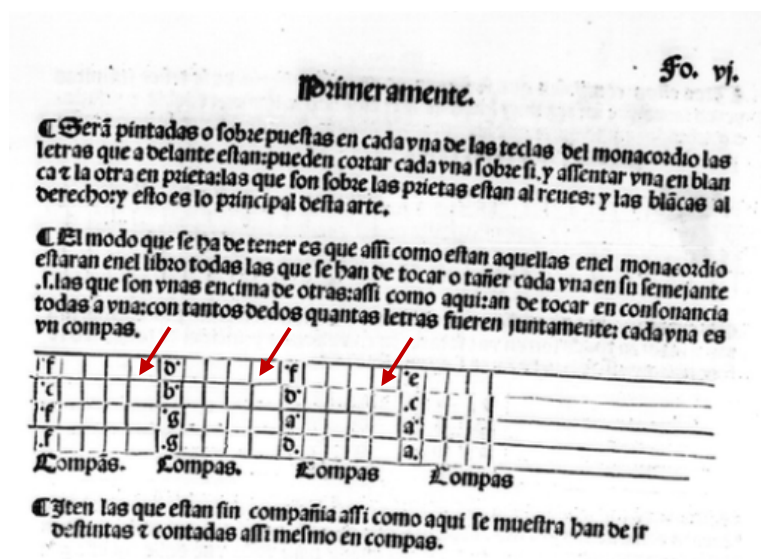 Fo. vj.
Primeramente.
¶ Serã pintadas o sobre puestas en cada vna de las teclas del monacordio las
letras que a delante estan:pueden cortar cada vna sobre si.y assentar vna en blan
ca ⁊ la otra en prieta:las que son sobre las prietas estan al reues: y las blãcas al
derecho:y esto es lo principal desta arte.
¶ El modo que se ha de tener es que assi como estan aquellas enel monacordio
estaran enel libro todas las que se han de tocar o tañer cada vna en su semejante
.s.las que son vnas encima de otras:assi como aqui:an de tocar en consonancia
todas a vna:con tantos dedos quantas letras fueren juntamente: cada vna es
vn compas.
·f d· ·f ·e
·c b· d· .c
·f ·g a· a·
.f .g d. a.
Compãs. Compas. Compas Compas
¶ Iten las que estan sin compañia assi como aqui se muestra han de jr
destintas ⁊ contadas assi mesmo en compas.